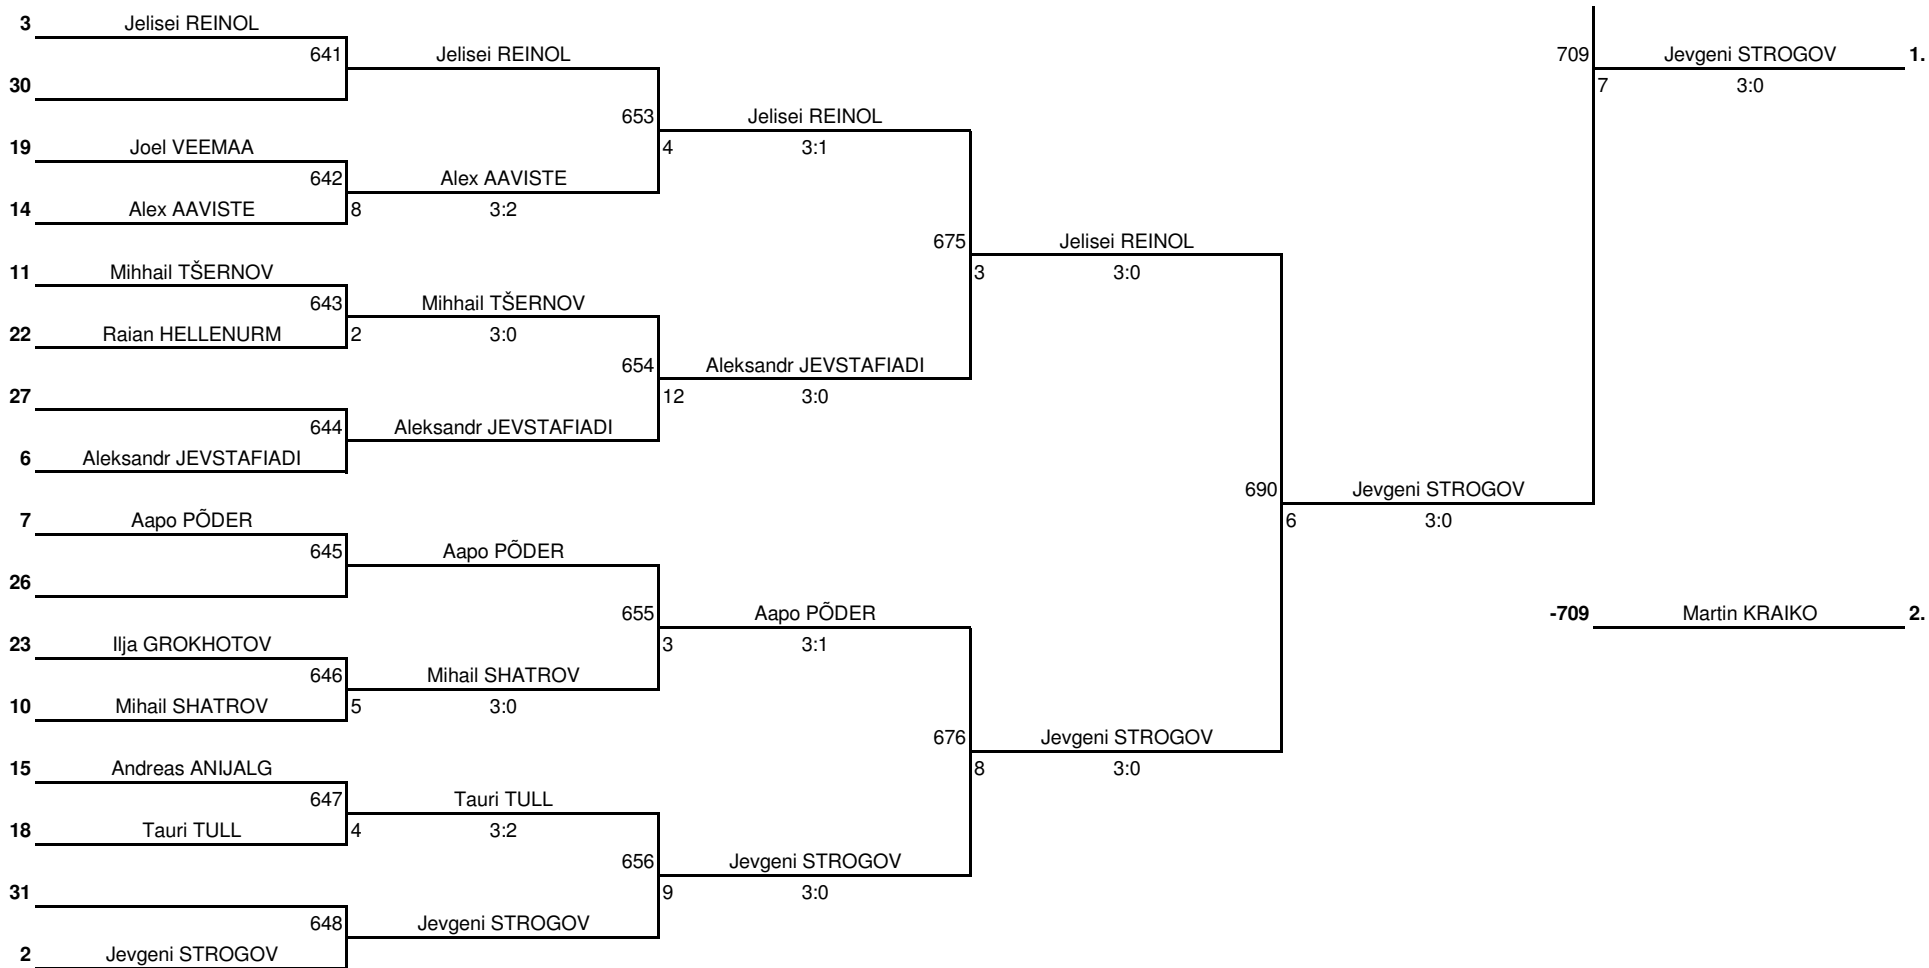 3 Jelisei REINOL
641 Jelisei REINOL 709 Jevgeni STROGOV 1.
30 7 3:0
653 Jelisei REINOL
19 Joel VEEMAA 4 3:1
642 Alex AAVISTE
14 Alex AAVISTE 8 3:2
675 Jelisei REINOL
11 Mihhail TŠERNOV 3 3:0
643 Mihhail TŠERNOV
22 Raian HELLENURM 2 3:0
654 Aleksandr JEVSTAFIADI
27 12 3:0
644 Aleksandr JEVSTAFIADI
6 Aleksandr JEVSTAFIADI
690 Jevgeni STROGOV
7 Aapo PÕDER 6 3:0
645 Aapo PÕDER
26
655 Aapo PÕDER -709 Martin KRAIKO 2.
23 Ilja GROKHOTOV 3 3:1
646 Mihail SHATROV
10 Mihail SHATROV 5 3:0
676 Jevgeni STROGOV
15 Andreas ANIJALG 8 3:0
647 Tauri TULL
18 Tauri TULL 4 3:2
656 Jevgeni STROGOV
31 9 3:0
648 Jevgeni STROGOV
2 Jevgeni STROGOV